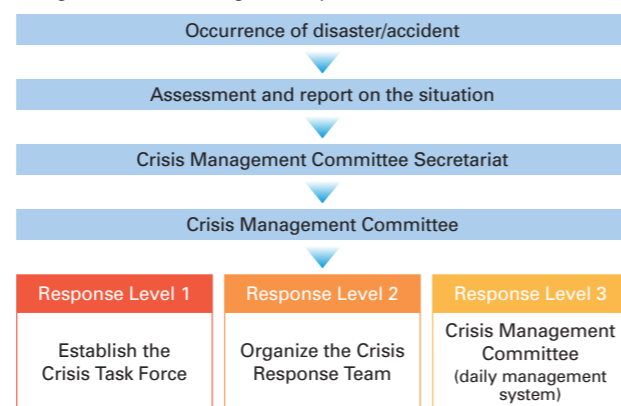 Occurrence of disaster/accident
Assessment and report on the situation
Crisis Management Committee Secretariat
Crisis Management Committee
Response Level 1
Establish the
Crisis Task Force
Response Level 2
Organize the Crisis
Response Team
Response Level 3
Crisis Management
Committee
(daily management
system)